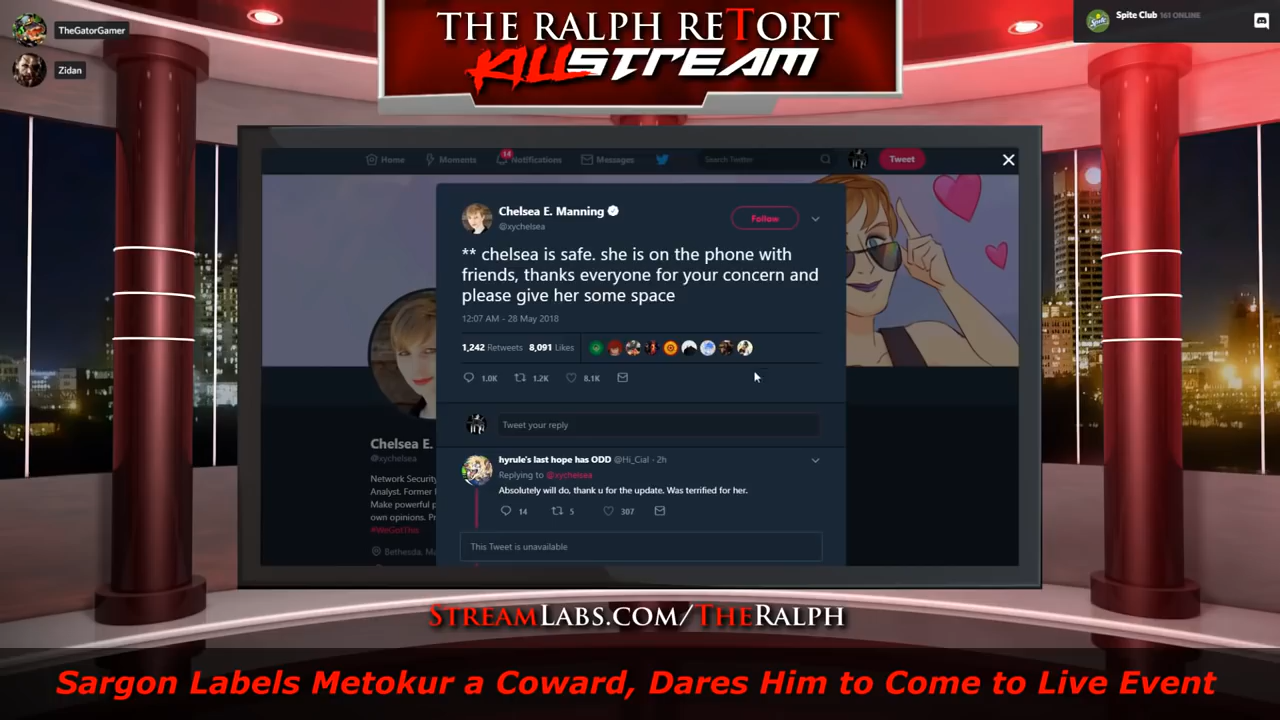 THE RALPH RETORT
KILLSTREAM
TheGatorGamer
Zidan
Spite Club 161 ONLINE
Home
Moments
14
Notifications
Messages
Search Twitter
Tweet
Chelsea E. Manning
@xychelsea
Follow
** chelsea is safe. she is on the phone with
friends, thanks everyone for your concern and
please give her some space
12:07 AM - 28 May 2018
1,242 Retweets 8,091 Likes
1.0K 1.2K 8.1K
Tweet your reply
hyrule's last hope has ODD @Hi_Cial · 2h
Replying to @xychelsea
Absolutely will do, thank u for the update. Was terrified for her.
14 5 307
This Tweet is unavailable
Chelsea E.
@xychelsea
Network Security
Analyst. Former
Make powerful
own opinions.
#WeGotThis
Bethesda,
STREAMLABS.COM/THERALPH
Sargon Labels Metokur a Coward, Dares Him to Come to Live Event